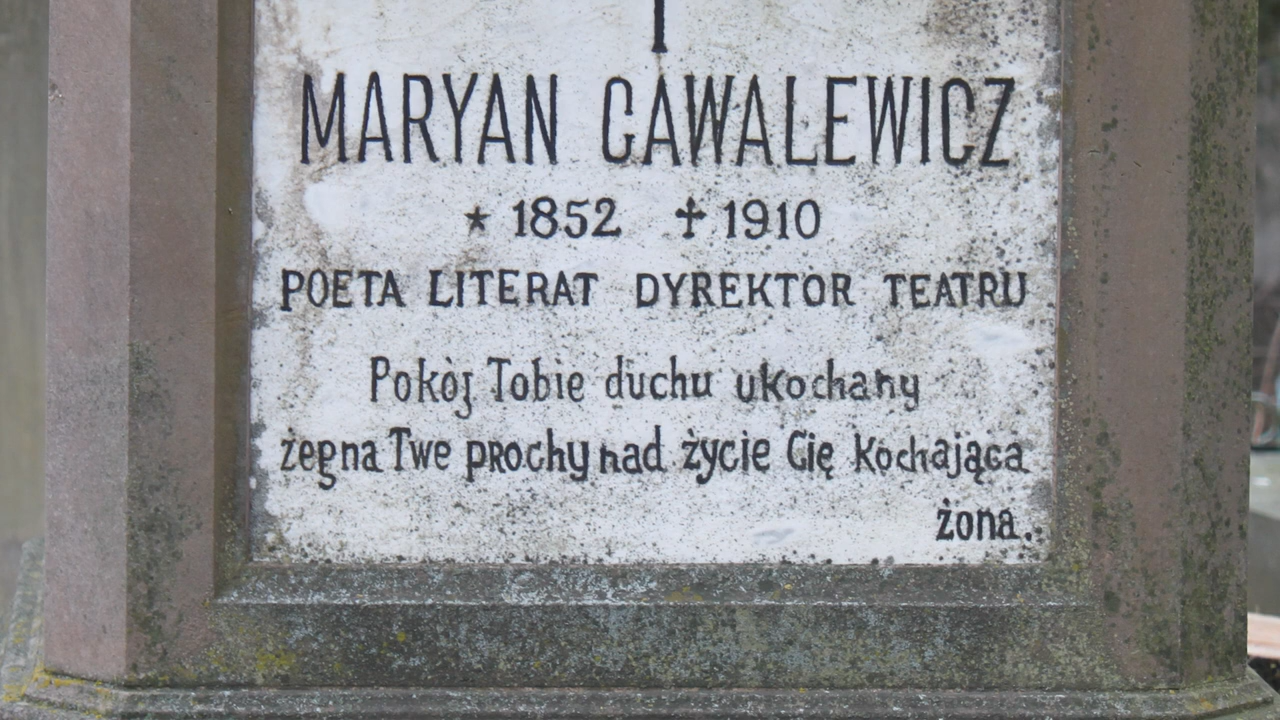 MARYAN GAWALEWICZ
* 1852 ✝ 1910
POETA LITERAT DYREKTOR TEATRU
Pokój Tobie duchu ukochany
żegna Twe prochy nad życie Cię kochająca
żona.